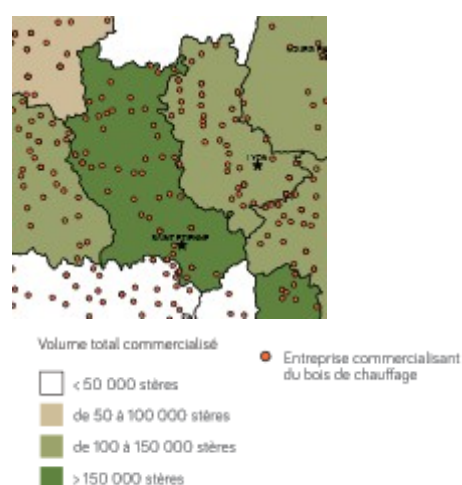 LYON
SAINT ETIENNE
Volume total commercialisé
< 50 000 stères
de 50 à 100 000 stères
de 100 à 150 000 stères
> 150 000 stères
Entreprise commercialisant
du bois de chauffage